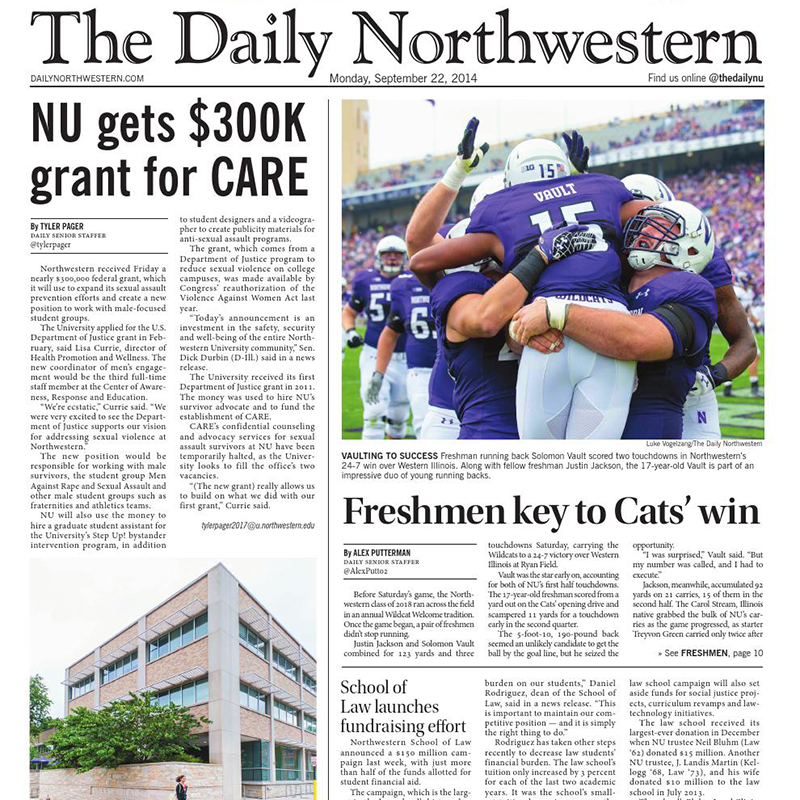 The Daily Northwestern
DAILYNORTHWESTERN.COM
Monday, September 22, 2014
Find us online @thedailynu
NU gets $300K
grant for CARE
By TYLER PAGER
DAILY SENIOR STAFFER
@tylerpager
Northwestern received Friday a
nearly $300,000 federal grant, which
it will use to expand its sexual assault
prevention efforts and create a new
position to work with male-focused
student groups.
The University applied for the U.S.
Department of Justice grant in Feb-
ruary, said Lisa Currie, director of
Health Promotion and Wellness. The
new coordinator of men's engage-
ment would be the third full-time
staff member at the Center of Aware-
ness, Response and Education.
"We're ecstatic," Currie said. "We
were very excited to see the Depart-
ment of Justice supports our vision
for addressing sexual violence at
Northwestern."
The new position would be
responsible for working with male
survivors, the student group Men
Against Rape and Sexual Assault and
other male student groups such as
fraternities and athletics teams.
NU will also use the money to
hire a graduate student assistant for
the University's Step Up! bystander
intervention program, in addition
to student designers and a videogra-
pher to create publicity materials for
anti-sexual assault programs.
The grant, which comes from a
Department of Justice program to
reduce sexual violence on college
campuses, was made available by
Congress' reauthorization of the
Violence Against Women Act last
year.
"Today's announcement is an
investment in the safety, security
and well-being of the entire North-
western University community," Sen.
Dick Durbin (D-Ill.) said in a news
release.
The University received its first
Department of Justice grant in 2011.
The money was used to hire NU's
survivor advocate and to fund the
establishment of CARE.
CARE's confidential counseling
and advocacy services for sexual
assault survivors at NU have been
temporarily halted, as the Univer-
sity looks to fill the office's two
vacancies.
"(The new grant) really allows us
to build on what we did with our
first grant," Currie said.
tylerpager2017@u.northwestern.edu
B1G 15
VAULT
15
WILDCATS
5
6
N
Luke Vogelzang/The Daily Northwestern
VAULTING TO SUCCESS Freshman running back Solomon Vault scored two touchdowns in Northwestern's
24-7 win over Western Illinois. Along with fellow freshman Justin Jackson, the 17-year-old Vault is part of an
impressive duo of young running backs.
Freshmen key to Cats' win
By ALEX PUTTERMAN
DAILY SENIOR STAFFER
@AlexPutt02
Before Saturday's game, the North-
western class of 2018 ran across the field
in an annual Wildcat Welcome tradition.
Once the game began, a pair of freshmen
didn't stop running.
Justin Jackson and Solomon Vault
combined for 123 yards and three
touchdowns Saturday, carrying the
Wildcats to a 24-7 victory over Western
Illinois at Ryan Field.
Vault was the star early on, accounting
for both of NU's first half touchdowns.
The 17-year-old freshman scored from a
yard out on the Cats' opening drive and
scampered 11 yards for a touchdown
early in the second quarter.
The 5-foot-10, 190-pound back
seemed an unlikely candidate to get the
ball by the goal line, but he seized the
opportunity.
"I was surprised," Vault said. "But
my number was called, and I had to
execute."
Jackson, meanwhile, accumulated 92
yards on 21 carries, 15 of them in the
second half. The Carol Stream, Illinois
native grabbed the bulk of NU's car-
ries as the game progressed, as starter
Treyvon Green carried only twice after
» See FRESHMEN, page 10
School of
Law launches
fundraising effort
Northwestern School of Law
announced a $150 million cam-
paign last week, with just more
than half of the funds allotted for
student financial aid.
The campaign, which is the larg-
burden on our students," Daniel
Rodriguez, dean of the School of
Law, said in a news release. "This
is important to maintain our com-
petitive position — and it is simply
the right thing to do."
Rodriguez has taken other steps
recently to decrease law students'
financial burden. The law school's
tuition only increased by 3 percent
for each of the last two academic
years. It was the school's small-
law school campaign will also set
aside funds for social justice proj-
ects, curriculum revamps and law-
technology initiatives.
The law school received its
largest-ever donation in December
when NU trustee Neil Bluhm (Law
'62) donated $15 million. Another
NU trustee, J. Landis Martin (Kel-
logg '68, Law '73), and his wife
donated $10 million to the law
school in July 2013.